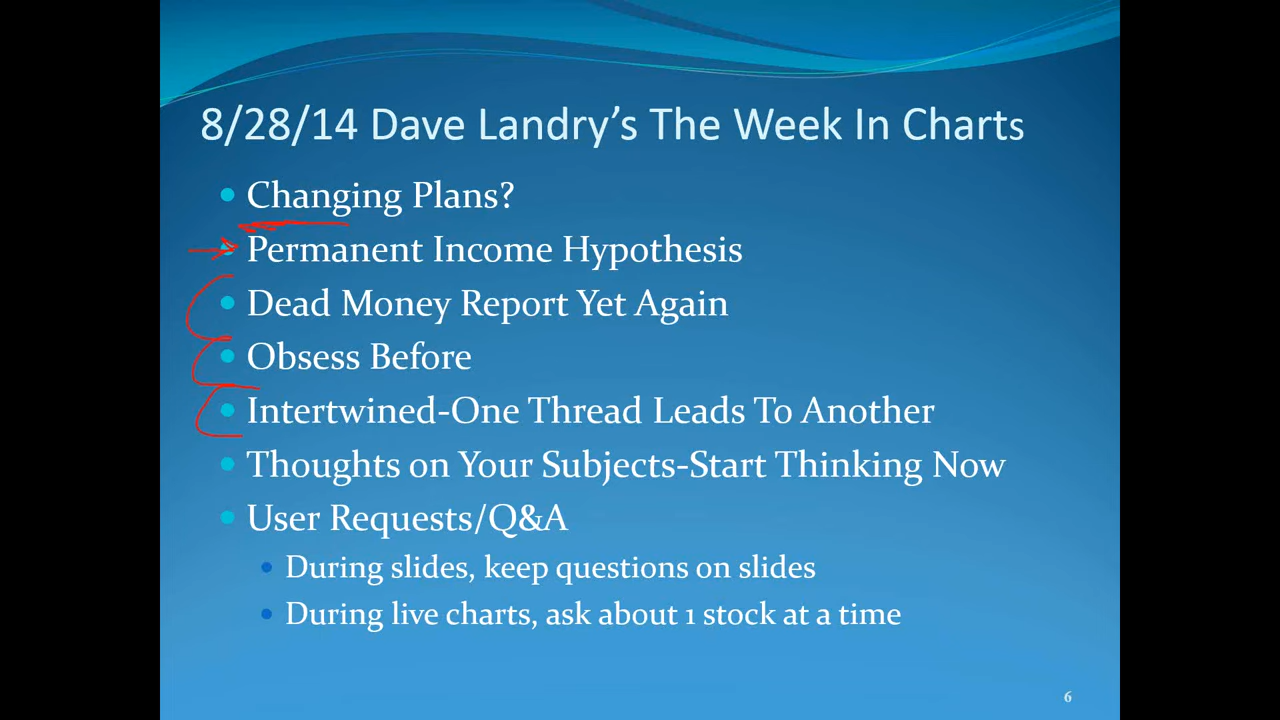 8/28/14 Dave Landry's The Week In Charts
Changing Plans?
Permanent Income Hypothesis
Dead Money Report Yet Again
Obsess Before
Intertwined-One Thread Leads To Another
Thoughts on Your Subjects-Start Thinking Now
User Requests/Q&A
During slides, keep questions on slides
During live charts, ask about 1 stock at a time
6